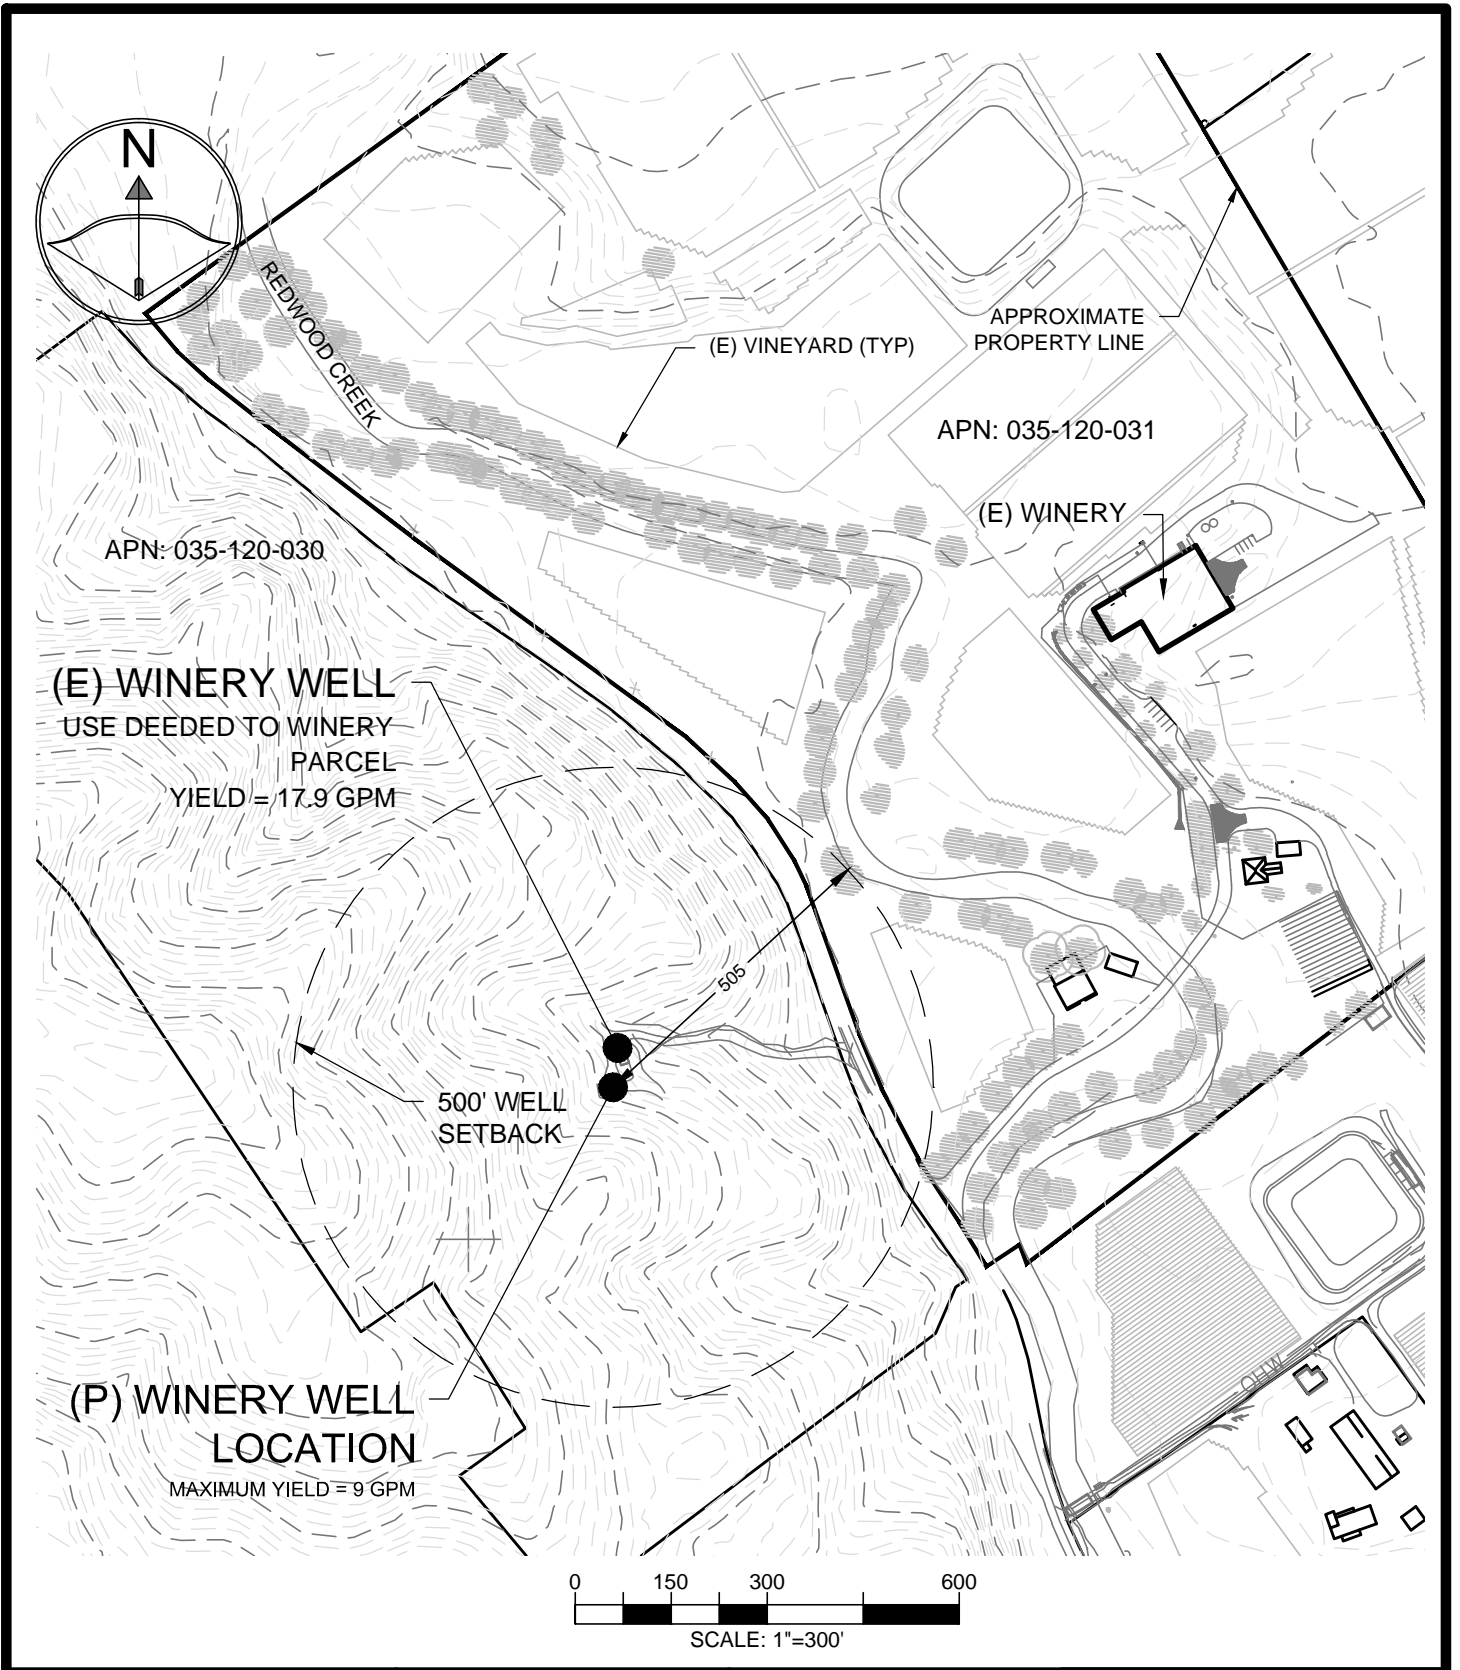 N
REDWOOD CREEK
(E) VINEYARD (TYP)
APPROXIMATE
PROPERTY LINE
APN: 035-120-031
(E) WINERY
APN: 035-120-030
(E) WINERY WELL
USE DEEDED TO WINERY
PARCEL
YIELD = 17.9 GPM
505
500' WELL
SETBACK
(P) WINERY WELL
LOCATION
MAXIMUM YIELD = 9 GPM
OHW
0 150 300 600
SCALE: 1"=300'